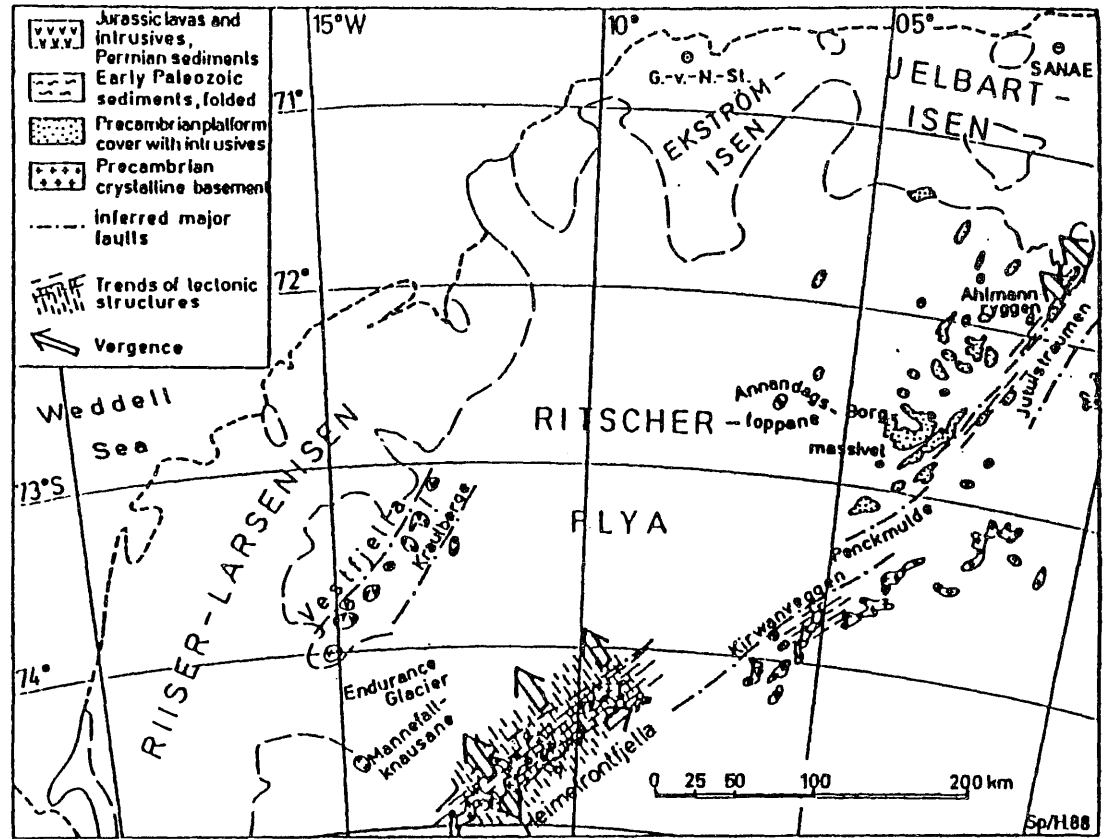 Jurassic lavas and
intrusives,
Permian sediments
Early Paleozoic
sediments, folded
Precambrian platform
cover with intrusives
Precambrian
crystalline basement
inferred major
faults
Trends of tectonic
structures
Vergence
15°W
10°
05°
71°
72°
73°S
74°
G.-v.-N.-St.
SANAE
EKSTRÖM-
ISEN
JELBART-
ISEN
Ahlmann
ryggen
Jutulstraumen
Annandags-
toppane
Borg
massivet
RITSCHER-
FLYA
Weddell
Sea
RIISER-LARSENISEN
Vestfjella
Kraulberge
Penckmulde
Kirwanveggen
Endurance
Glacier
Mannefall-
knausane
Heimefrontfjella
0 25 50 100 200 km
Sp/H.88